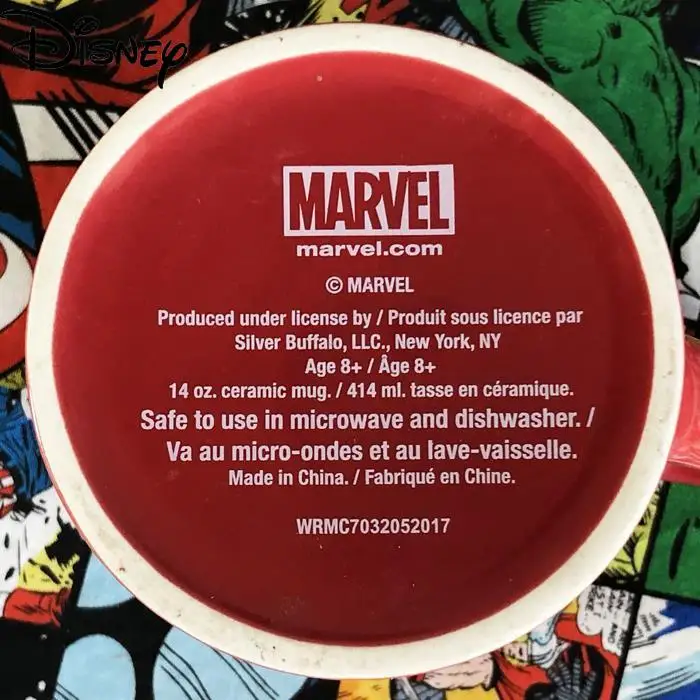 Disney
MARVEL
marvel.com
© MARVEL
Produced under license by / Produit sous licence par
Silver Buffalo, LLC., New York, NY
Age 8+ / Âge 8+
14 oz. ceramic mug. / 414 ml. tasse en céramique.
Safe to use in microwave and dishwasher. /
Va au micro-ondes et au lave-vaisselle.
Made in China. / Fabriqué en Chine.
WRMC7032052017